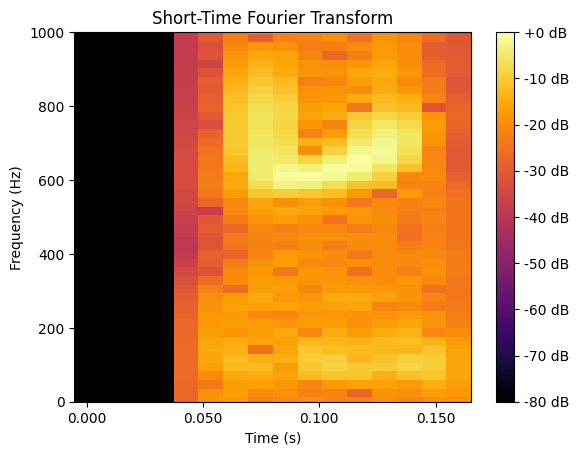 Short-Time Fourier Transform
1000
800
600
400
200
0
Frequency (Hz)
0.000
0.050
0.100
0.150
Time (s)
+0 dB
-10 dB
-20 dB
-30 dB
-40 dB
-50 dB
-60 dB
-70 dB
-80 dB